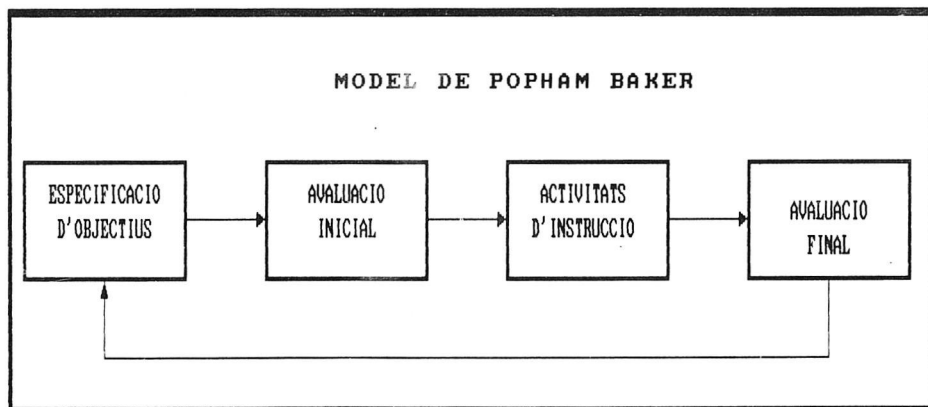 MODEL DE POPHAM BAKER
ESPECIFICACIO
D'OBJECTIUS
AVALUACIO
INICIAL
ACTIVITATS
D'INSTRUCCIO
AVALUACIO
FINAL